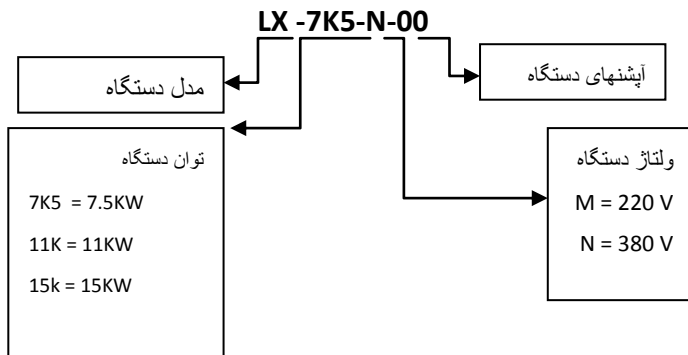 LX -7K5-N-00
آپشنهای دستگاه
مدل دستگاه
توان دستگاه
7K5 = 7.5KW
11K = 11KW
15k = 15KW
ولتاژ دستگاه
M = 220 V
N = 380 V